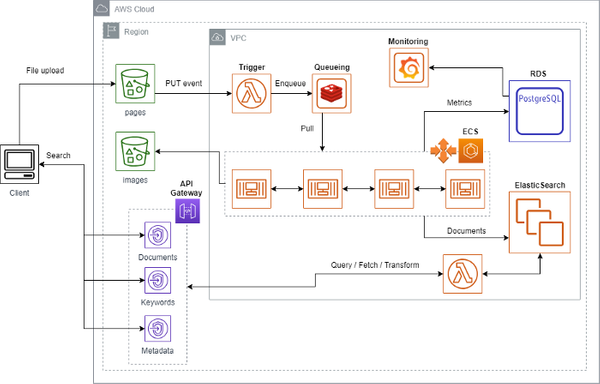 AWS Cloud
Region
VPC
Monitoring
Trigger
Queueing
RDS
File upload
PUT event
Enqueue
PostgreSQL
pages
Metrics
Pull
ECS
Search
images
Client
API
Gateway
ElasticSearch
Documents
Documents
Query / Fetch / Transform
Keywords
Metadata